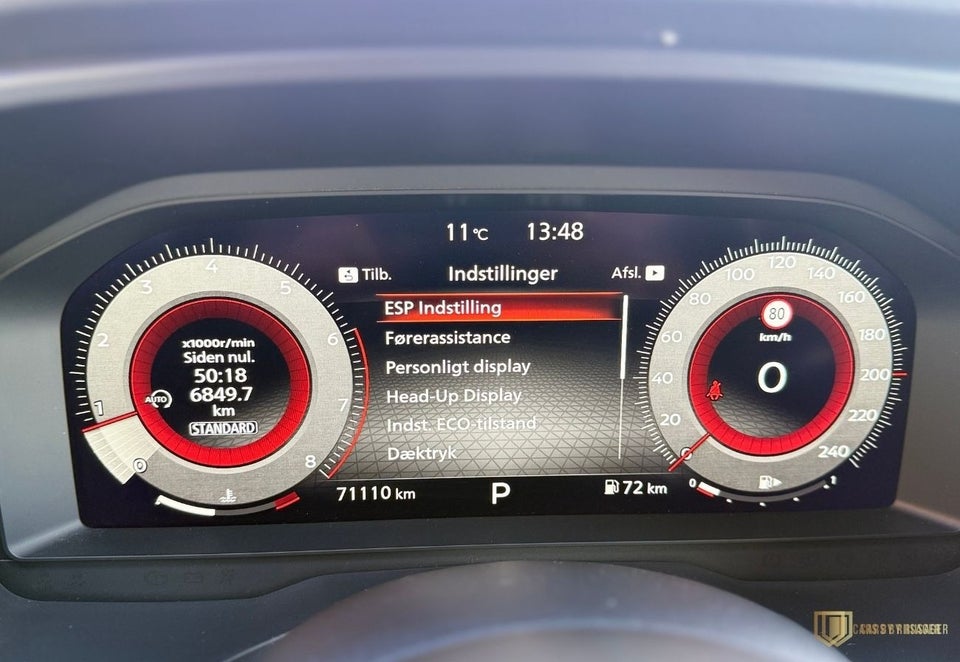 11°C 13:48
Tilb. Indstillinger Afsl.
ESP Indstilling
Førerassistance
Personligt display
Head-Up Display
Indst. ECO-tilstand
Dæktryk
0 1 2 3 4 5 6 7 8
x1000r/min
Siden nul.
50:18
6849.7
km
AUTO
STANDARD
0 20 40 60 80 100 120 140 160 180 200 220 240
80
km/h
0
71110 km P 72 km
0 1